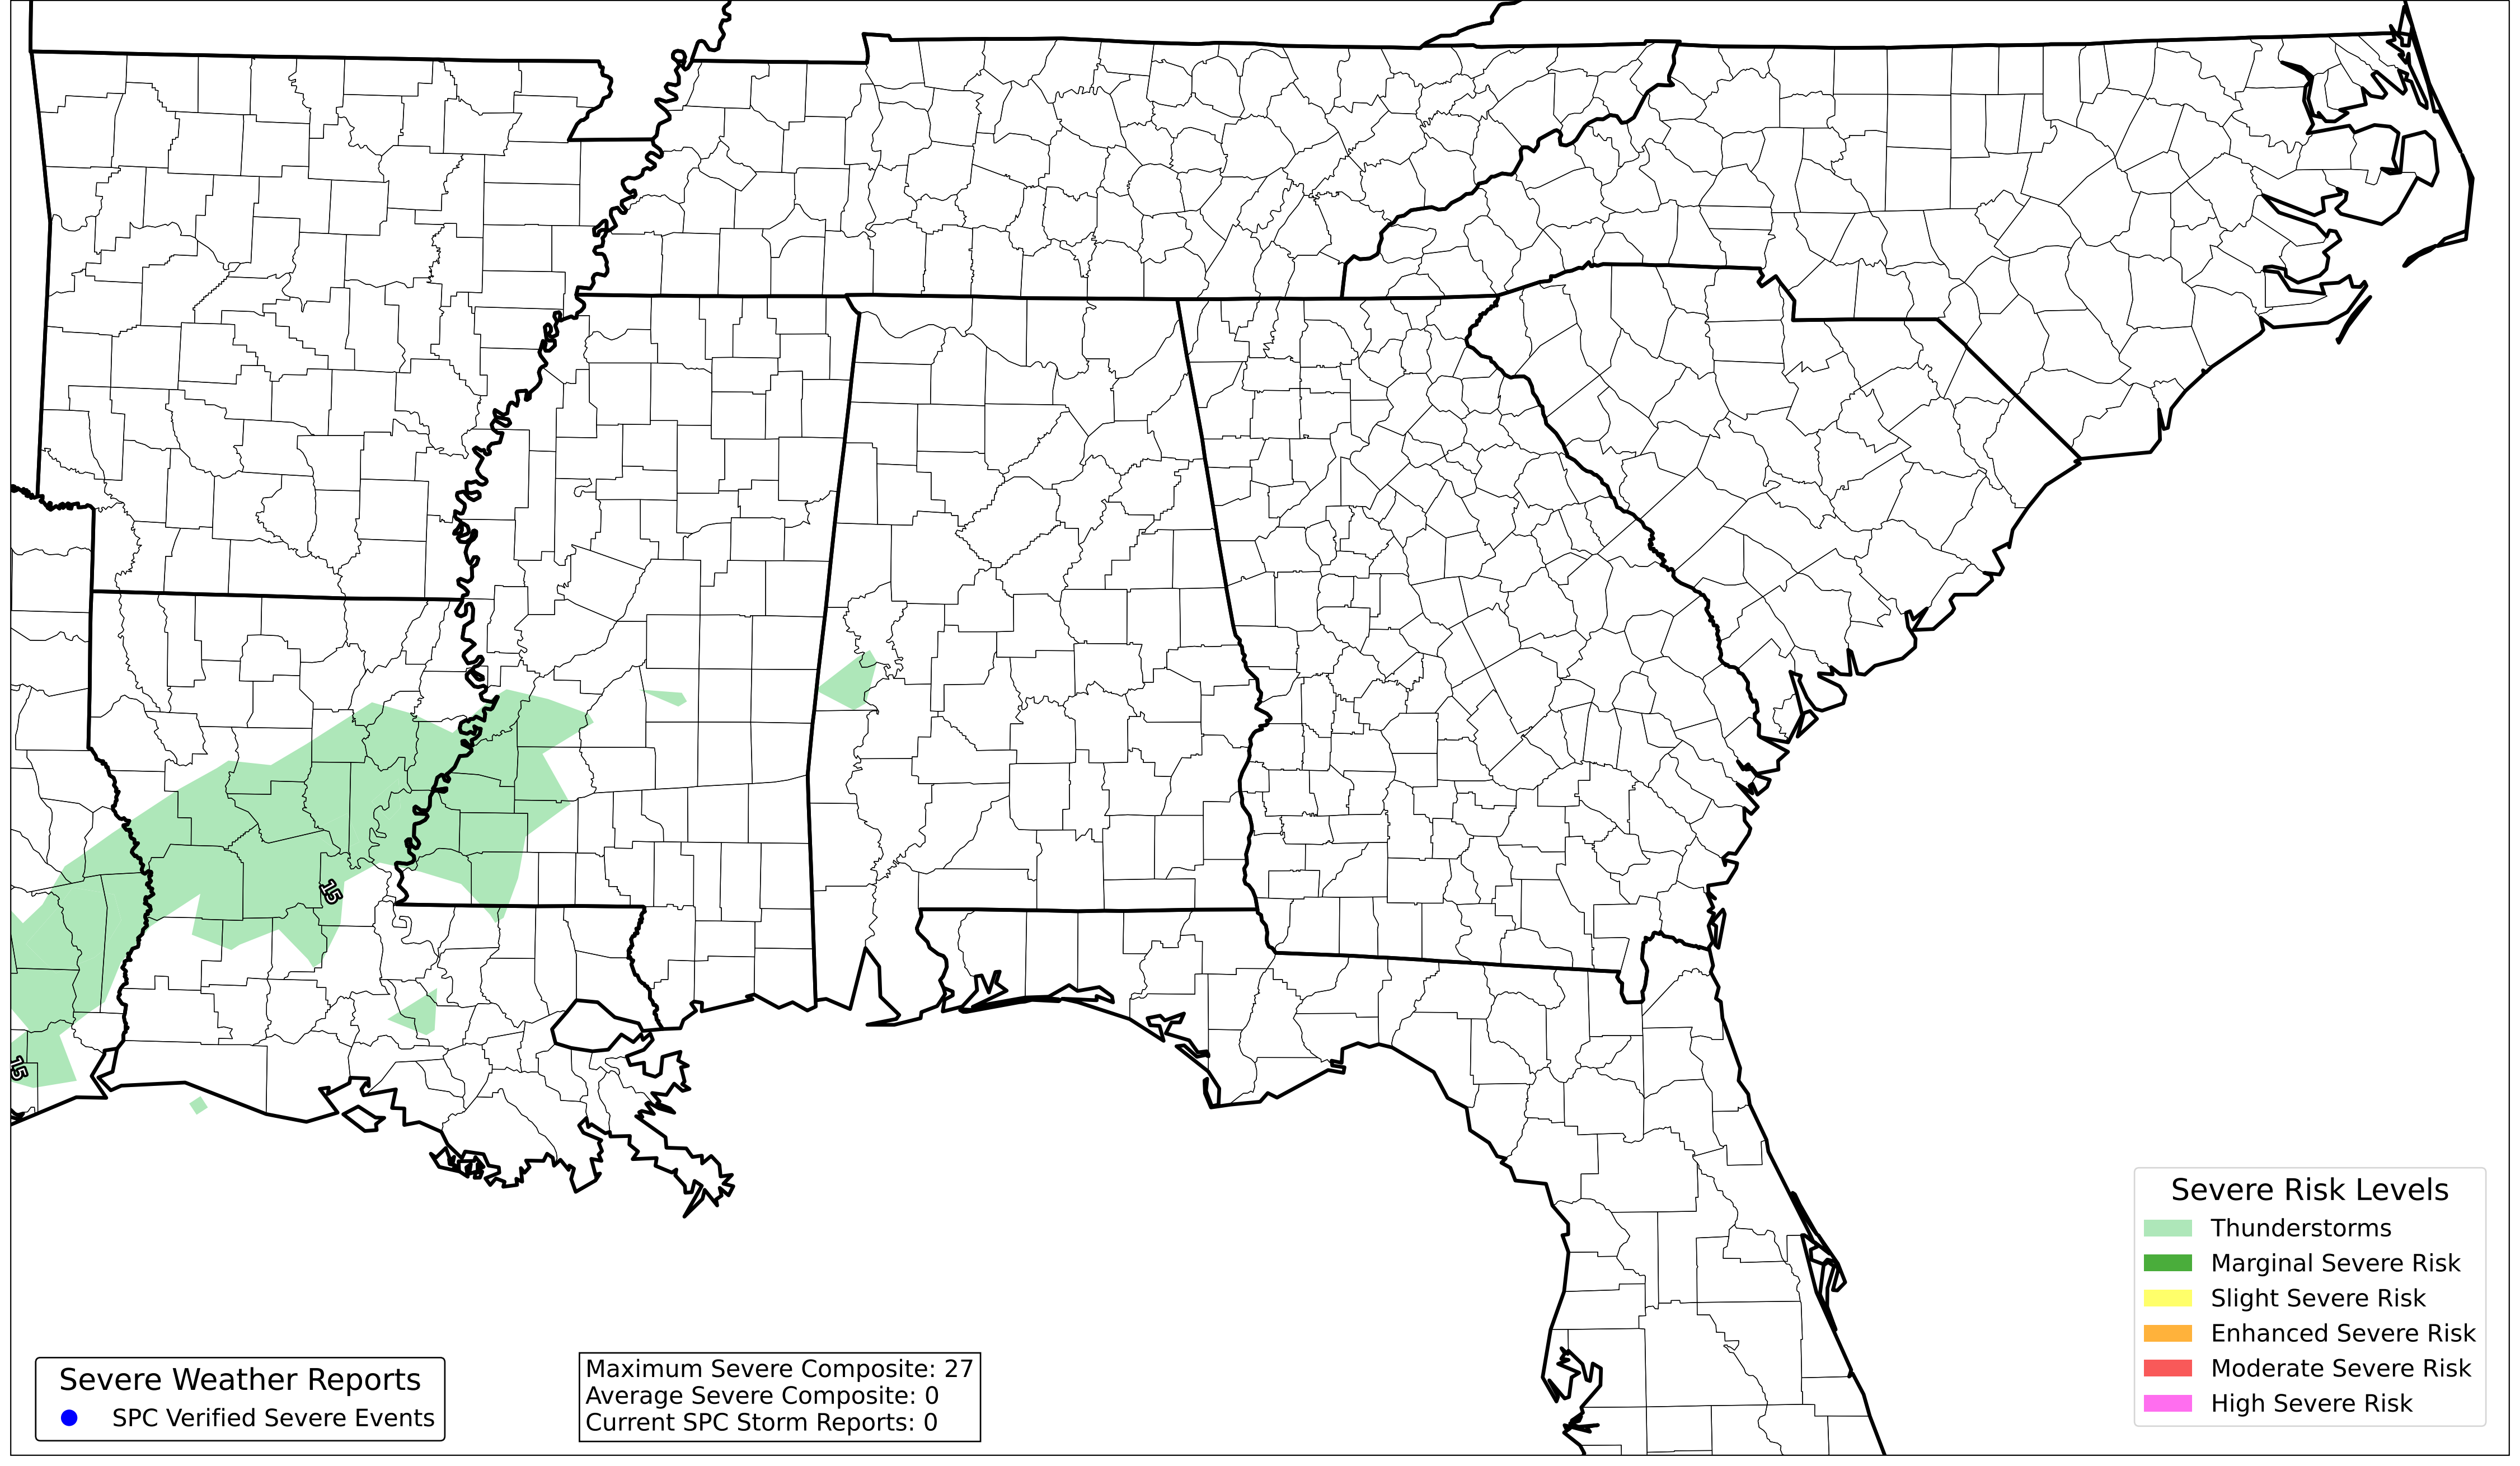 15
15
Severe Risk Levels
Thunderstorms
Marginal Severe Risk
Slight Severe Risk
Enhanced Severe Risk
Moderate Severe Risk
High Severe Risk
Severe Weather Reports
SPC Verified Severe Events
Maximum Severe Composite: 27
Average Severe Composite: 0
Current SPC Storm Reports: 0